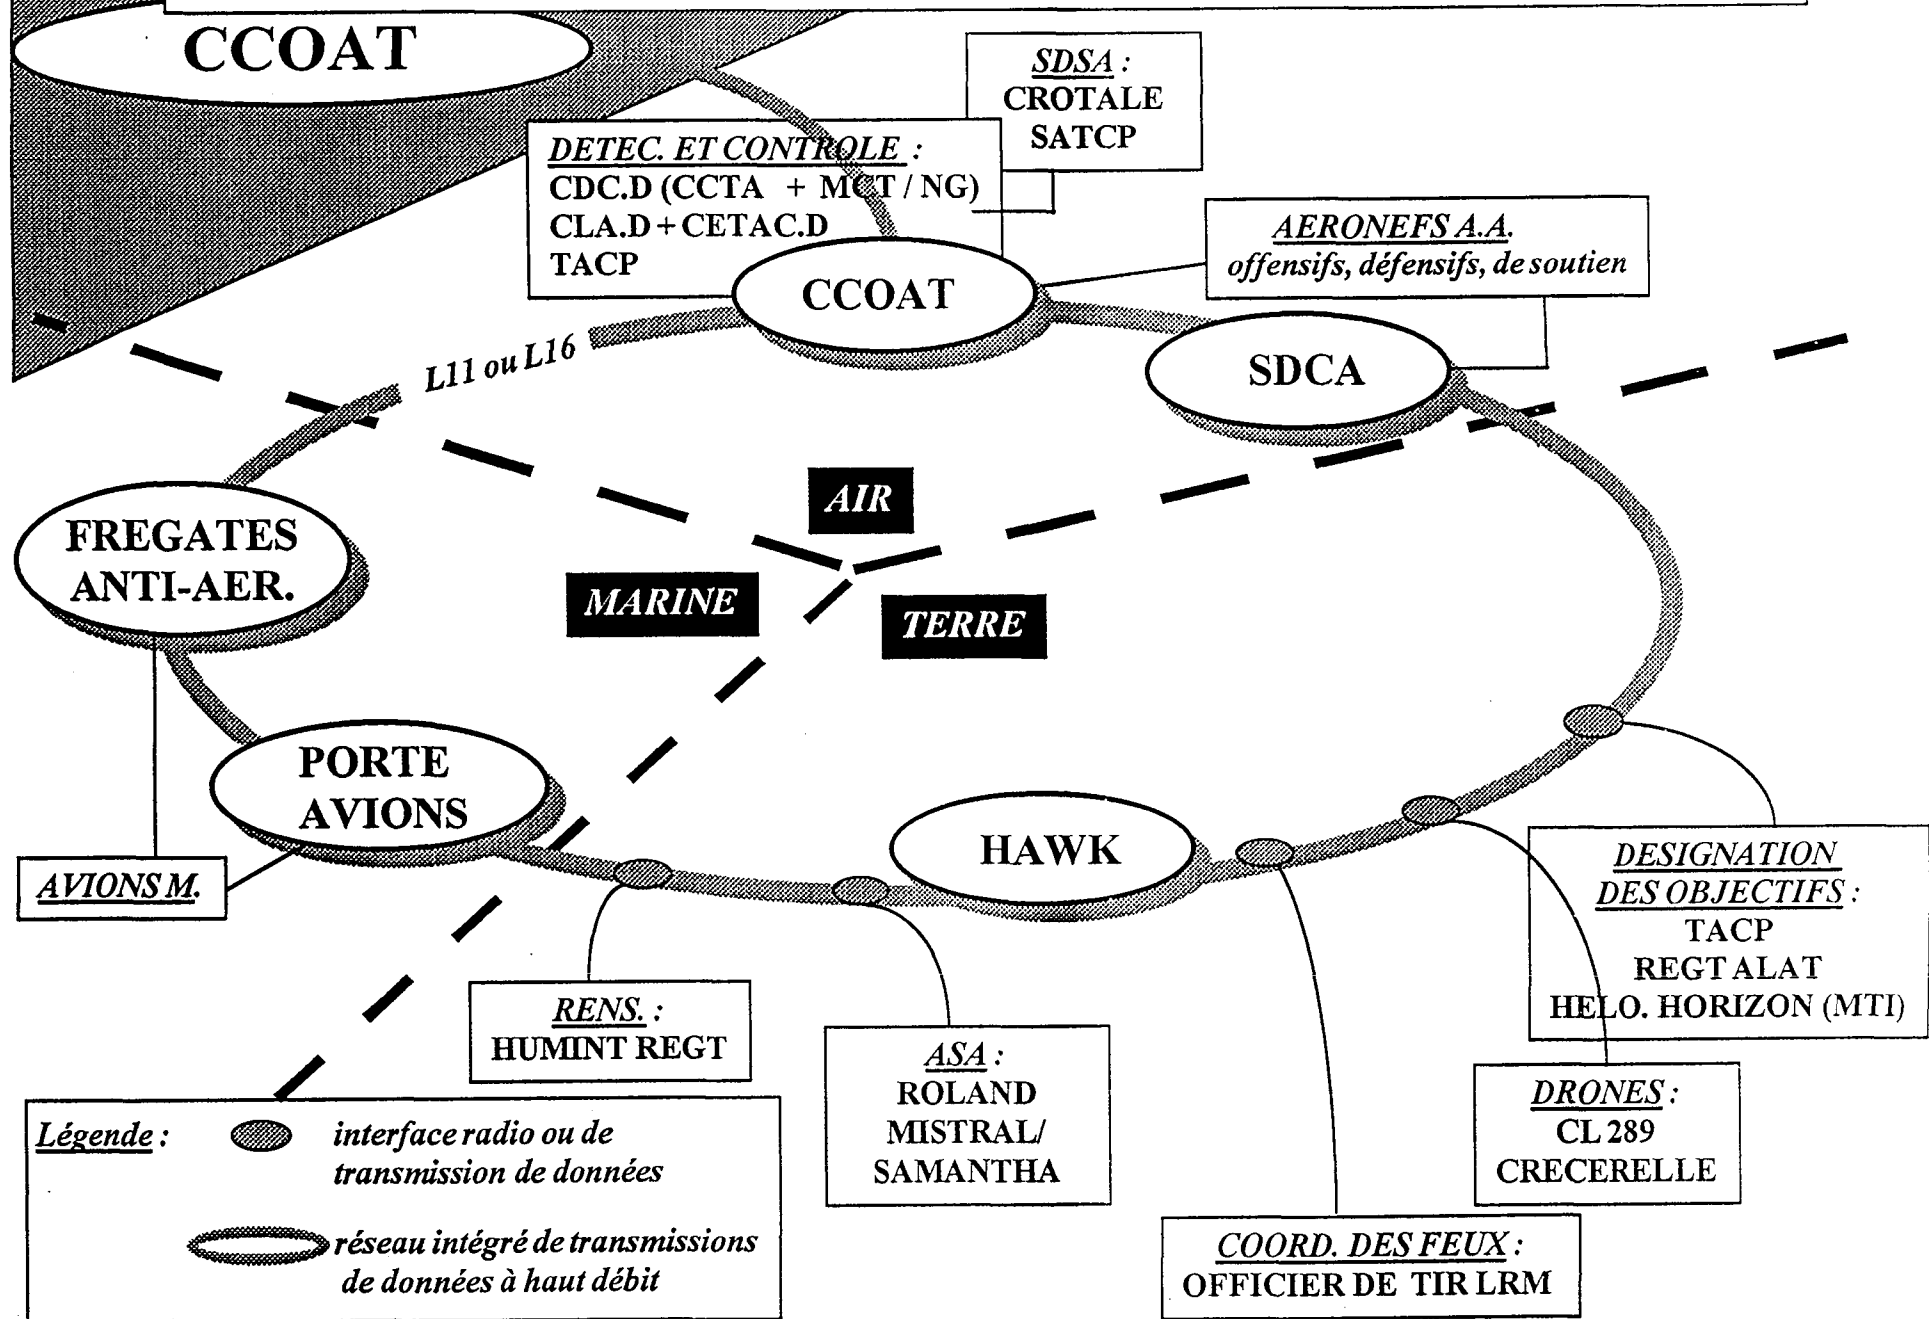 CCOAT
SDSA :
CROTALE
SATCP
DETEC. ET CONTROLE :
CDC.D (CCTA + MCT / NG)
CLA.D + CETAC.D
TACP
AERONEFS A.A.
offensifs, défensifs, de soutien
CCOAT
SDCA
L11 ou L16
AIR
MARINE
TERRE
FREGATES
ANTI-AER.
PORTE
AVIONS
HAWK
AVIONS M.
DESIGNATION
DES OBJECTIFS :
TACP
REGT ALAT
HELO. HORIZON (MTI)
RENS. :
HUMINT REGT
ASA :
ROLAND
MISTRAL/
SAMANTHA
DRONES :
CL 289
CRECERELLE
COORD. DES FEUX :
OFFICIER DE TIR LRM
Légende :
interface radio ou de
transmission de données
réseau intégré de transmissions
de données à haut débit